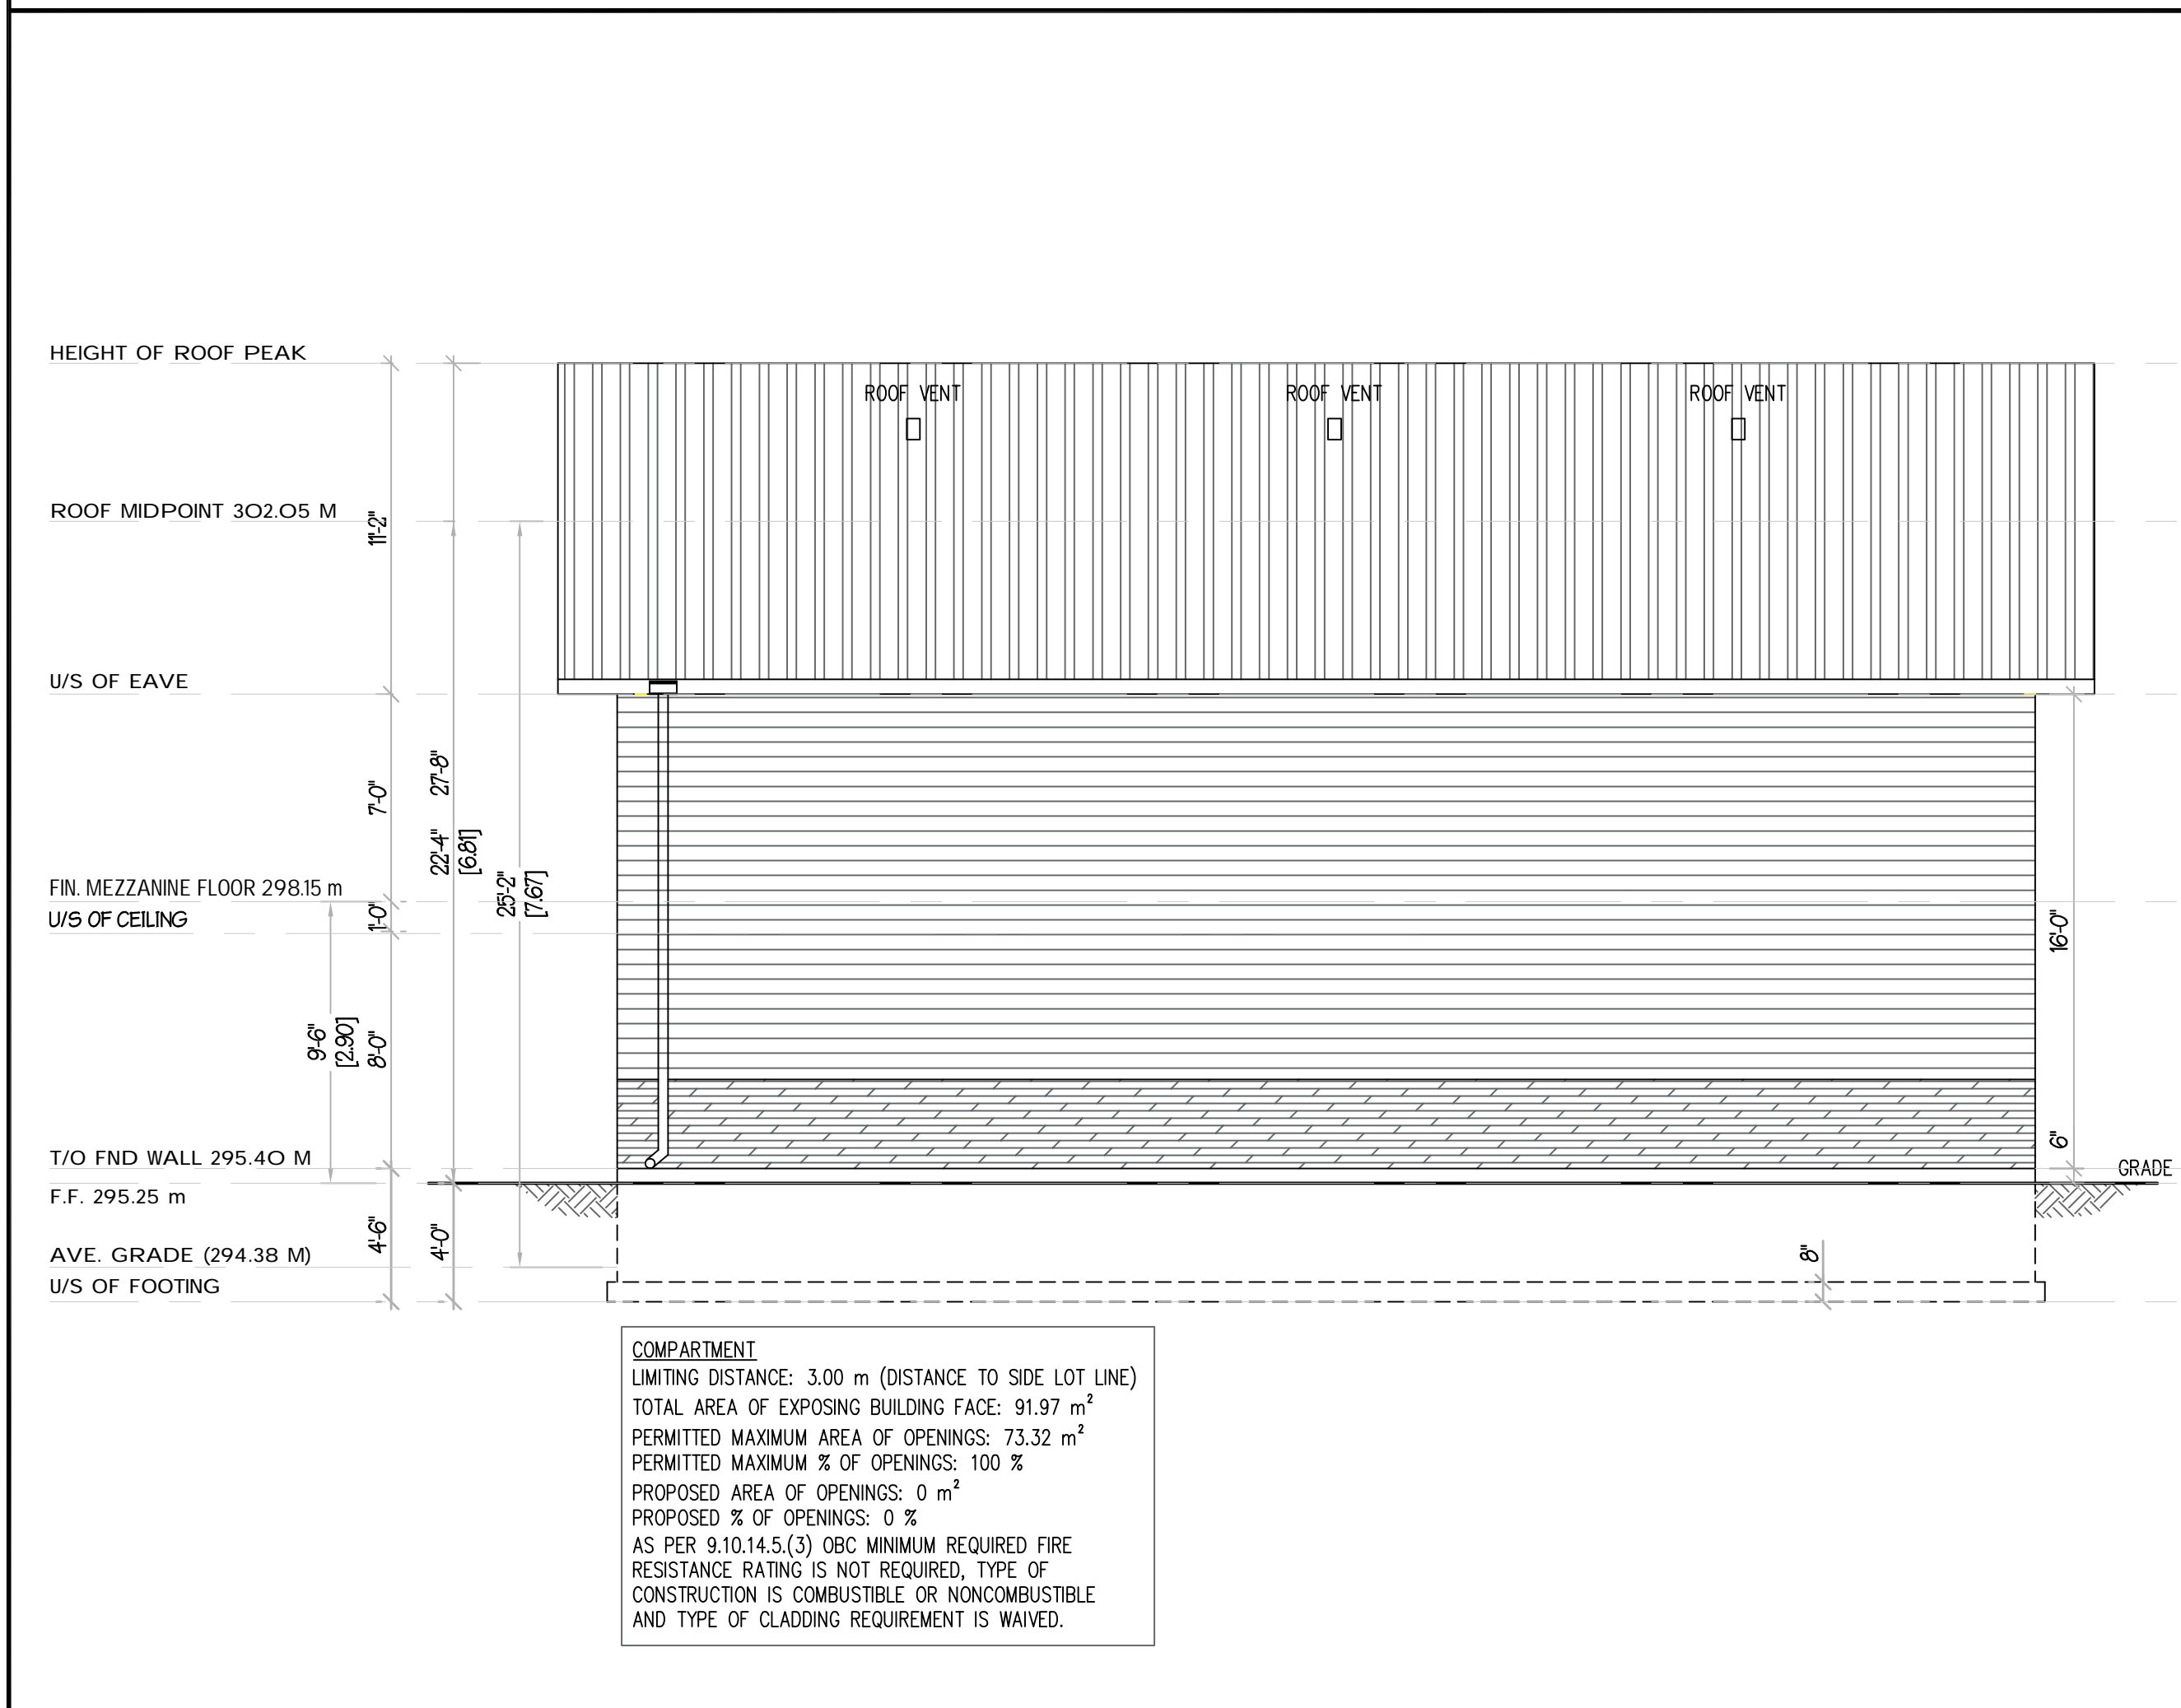 HEIGHT OF ROOF PEAK
ROOF VENT
ROOF VENT
ROOF VENT
ROOF MIDPOINT 302.05 M
11'-2"
U/S OF EAVE
7'-0"
27'-8"
22'-4"
[6.81]
25'-2"
[7.67]
FIN. MEZZANINE FLOOR 298.15 m
U/S OF CEILING
1'-0"
16'-0"
9'-6"
[2.90]
8'-0"
6"
T/O FND WALL 295.40 M
GRADE
F.F. 295.25 m
4'-6"
4'-0"
8"
AVE. GRADE (294.38 M)
U/S OF FOOTING
COMPARTMENT
LIMITING DISTANCE: 3.00 m (DISTANCE TO SIDE LOT LINE)
TOTAL AREA OF EXPOSING BUILDING FACE: 91.97 m²
PERMITTED MAXIMUM AREA OF OPENINGS: 73.32 m²
PERMITTED MAXIMUM % OF OPENINGS: 100 %
PROPOSED AREA OF OPENINGS: 0 m²
PROPOSED % OF OPENINGS: 0 %
AS PER 9.10.14.5.(3) OBC MINIMUM REQUIRED FIRE
RESISTANCE RATING IS NOT REQUIRED, TYPE OF
CONSTRUCTION IS COMBUSTIBLE OR NONCOMBUSTIBLE
AND TYPE OF CLADDING REQUIREMENT IS WAIVED.